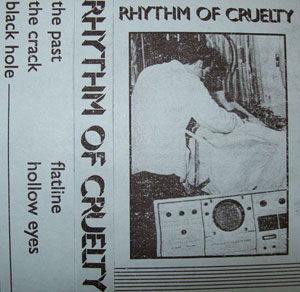 the past
the crack
black hole
flatline
hollow eyes
RHYTHM OF CRUELTY
RHYTHM OF CRUELTY